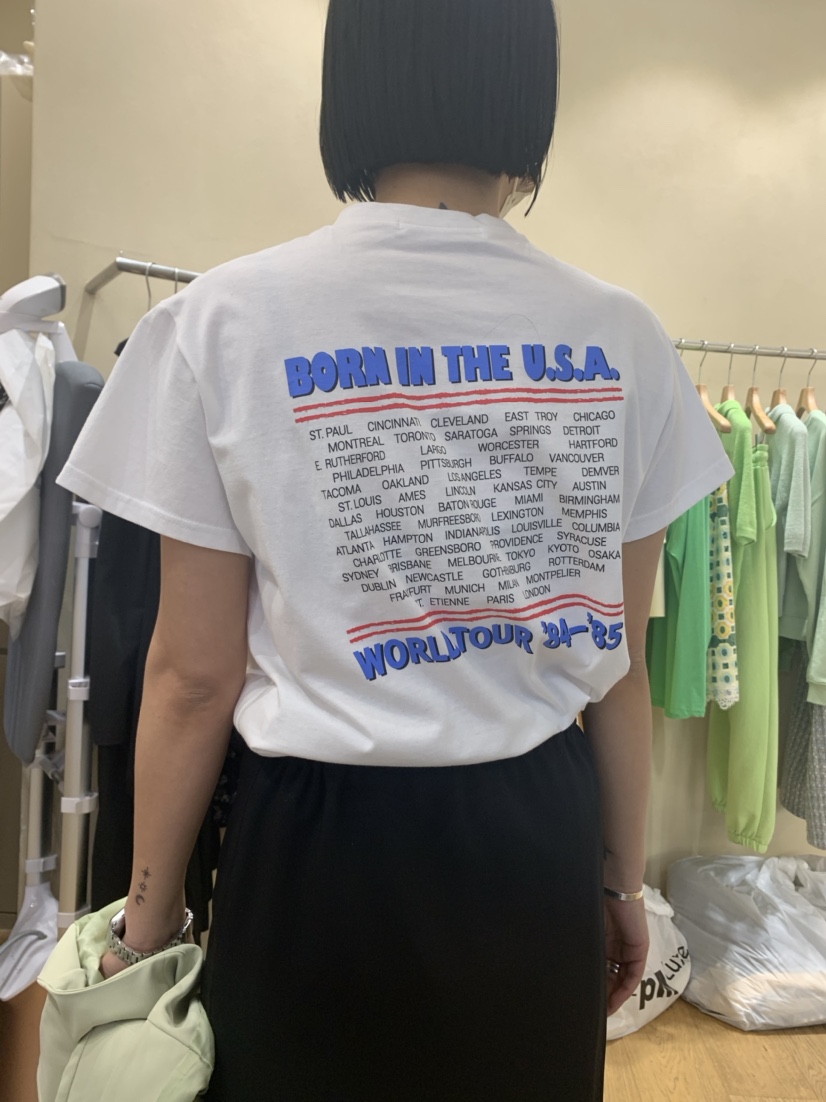 BORN IN THE U.S.A.
ST. PAUL CINCINNATI CLEVELAND EAST TROY CHICAGO
MONTREAL TORONTO SARATOGA SPRINGS DETROIT
E. RUTHERFORD LARGO WORCESTER HARTFORD
PHILADELPHIA PITTSBURGH BUFFALO VANCOUVER
TACOMA OAKLAND LOS ANGELES TEMPE DEMVER
ST. LOUIS AMES LINCOLN KANSAS CITY AUSTIN
DALLAS HOUSTON BATON ROUGE MIAMI BIRMINGHAM
TALLAHASSEE MURFREESBORO LEXINGTON MEMPHIS
ATLANTA HAMPTON INDIANAPOLIS LOUISVILLE COLUMBIA
CHARLOTTE GREENSBORO PROVIDENCE SYRACUSE
SYDNEY BRISBANE MELBOURNE TOKYO KYOTO OSAKA
DUBLIN NEWCASTLE GOTHENBURG ROTTERDAM
FRANKFURT MUNICH MILAN MONTPELIER
ST. ETIENNE PARIS LONDON
WORLD TOUR '84–'85